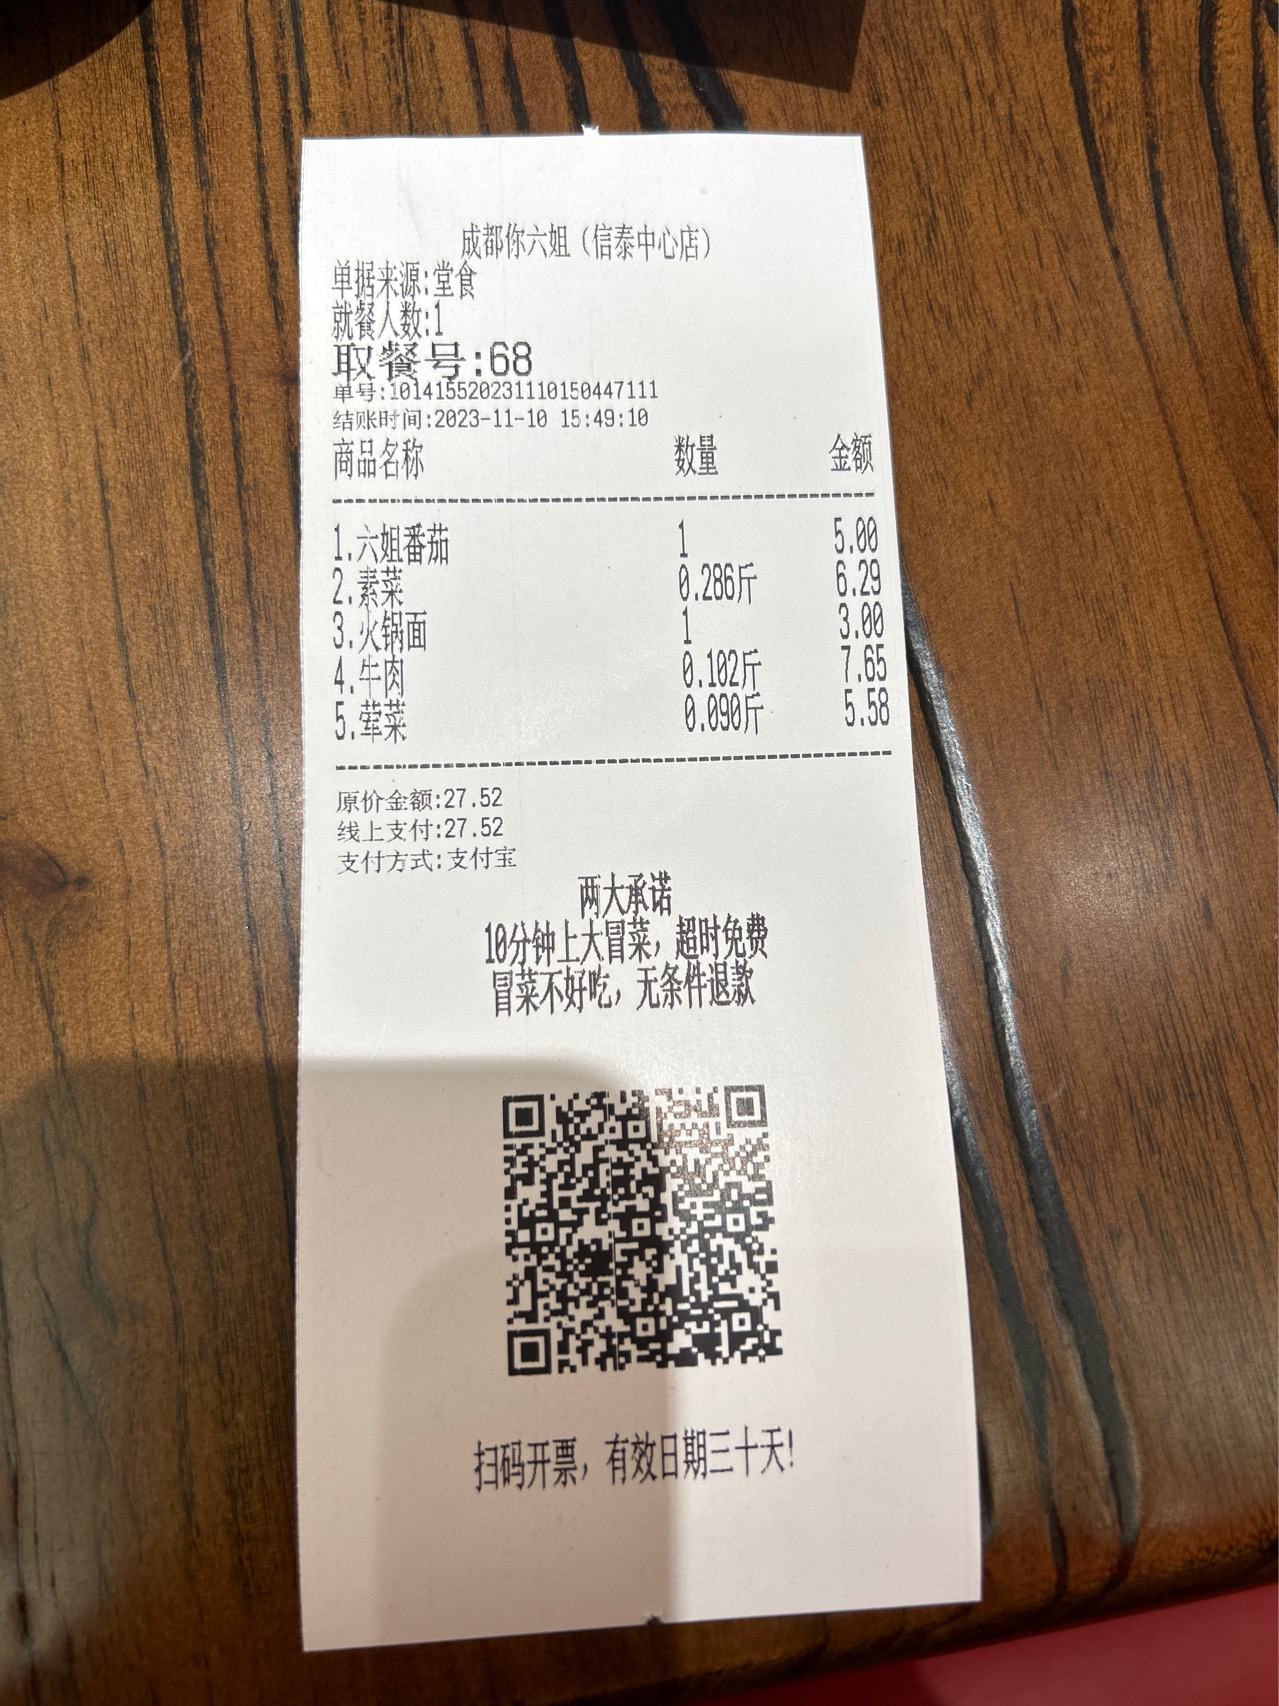 成都你六姐（信泰中心店）
单据来源:堂食
就餐人数:1
取餐号:68
单号:10141552023111015044711​1
结账时间:2023-11-10 15:49:10
商品名称 数量 金额
1.六姐番茄 1 5.00
2.素菜 0.286斤 6.29
3.火锅面 1 3.00
4.牛肉 0.102斤 7.65
5.荤菜 0.090斤 5.58
原价金额:27.52
线上支付:27.52
支付方式:支付宝
两大承诺
10分钟上大冒菜，超时免费
冒菜不好吃，无条件退款
扫码开票，有效日期三十天!